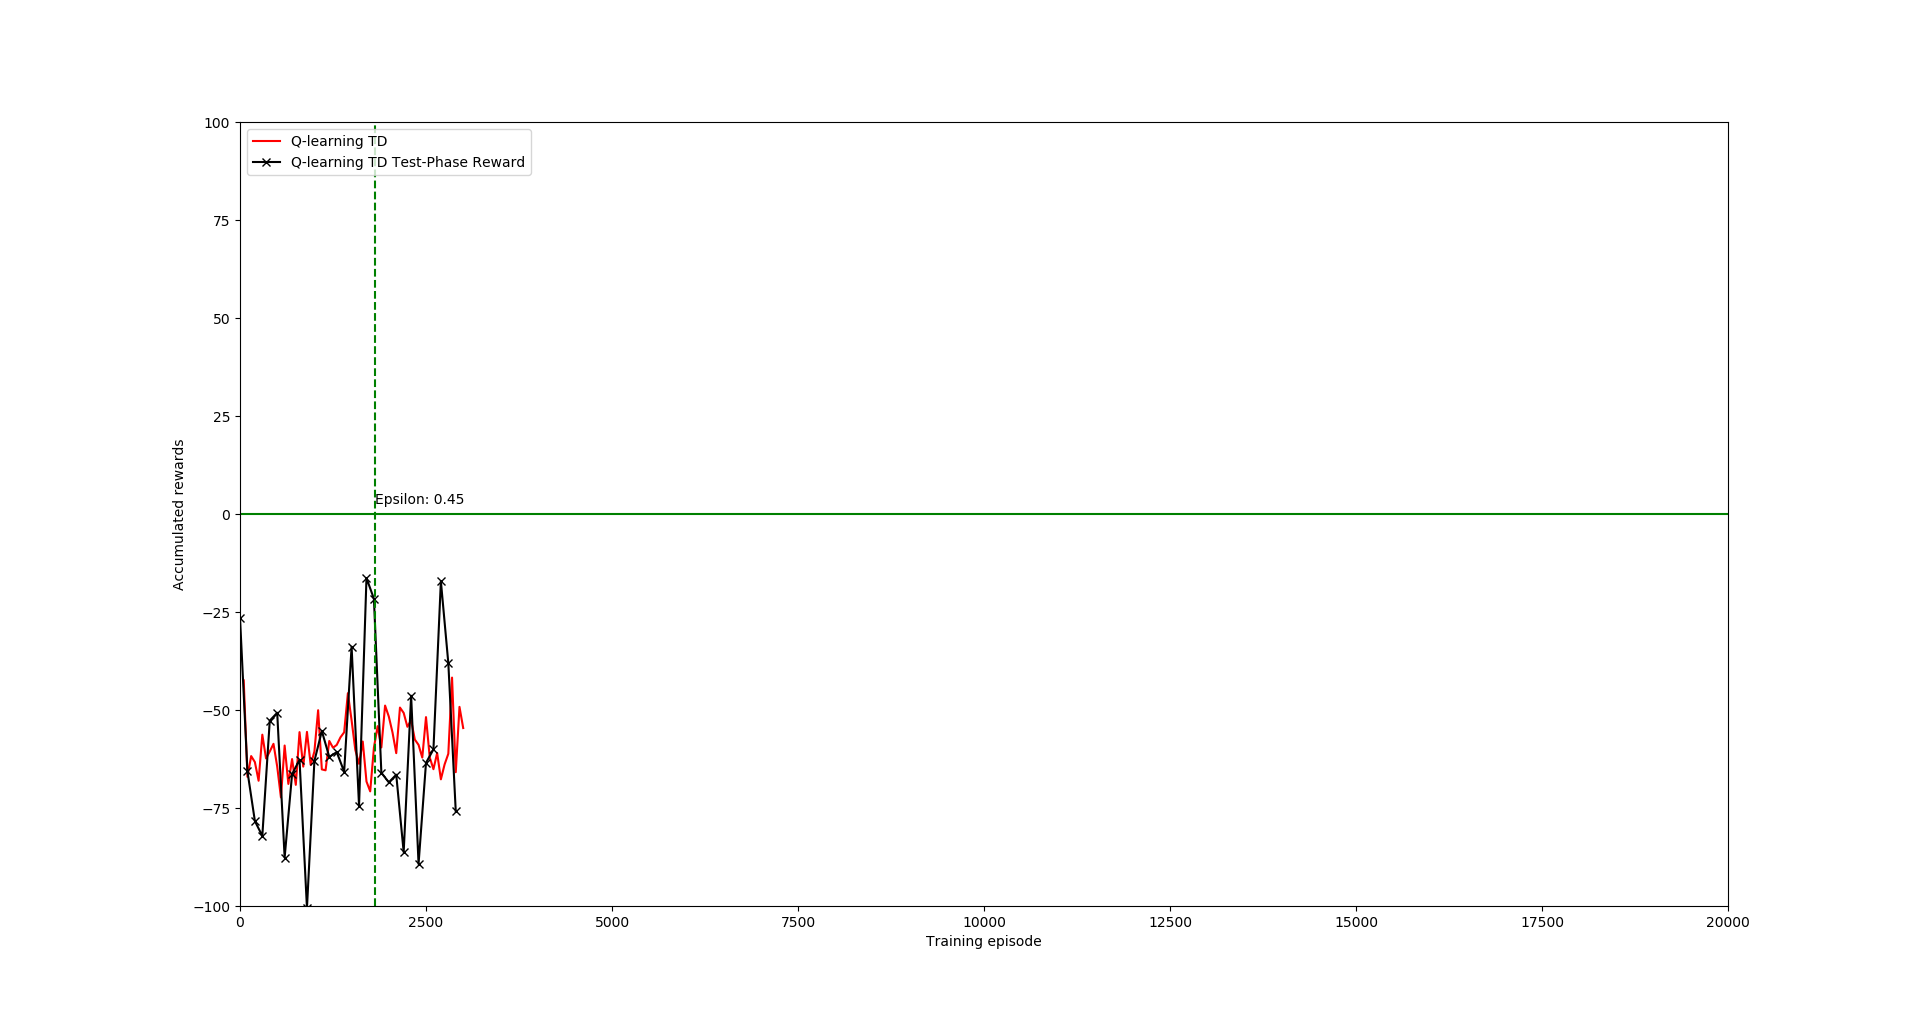 100
75
50
25
0
−25
−50
−75
−100
Accumulated rewards
Q-learning TD
Q-learning TD Test-Phase Reward
Epsilon: 0.45
0 2500 5000 7500 10000 12500 15000 17500 20000
Training episode